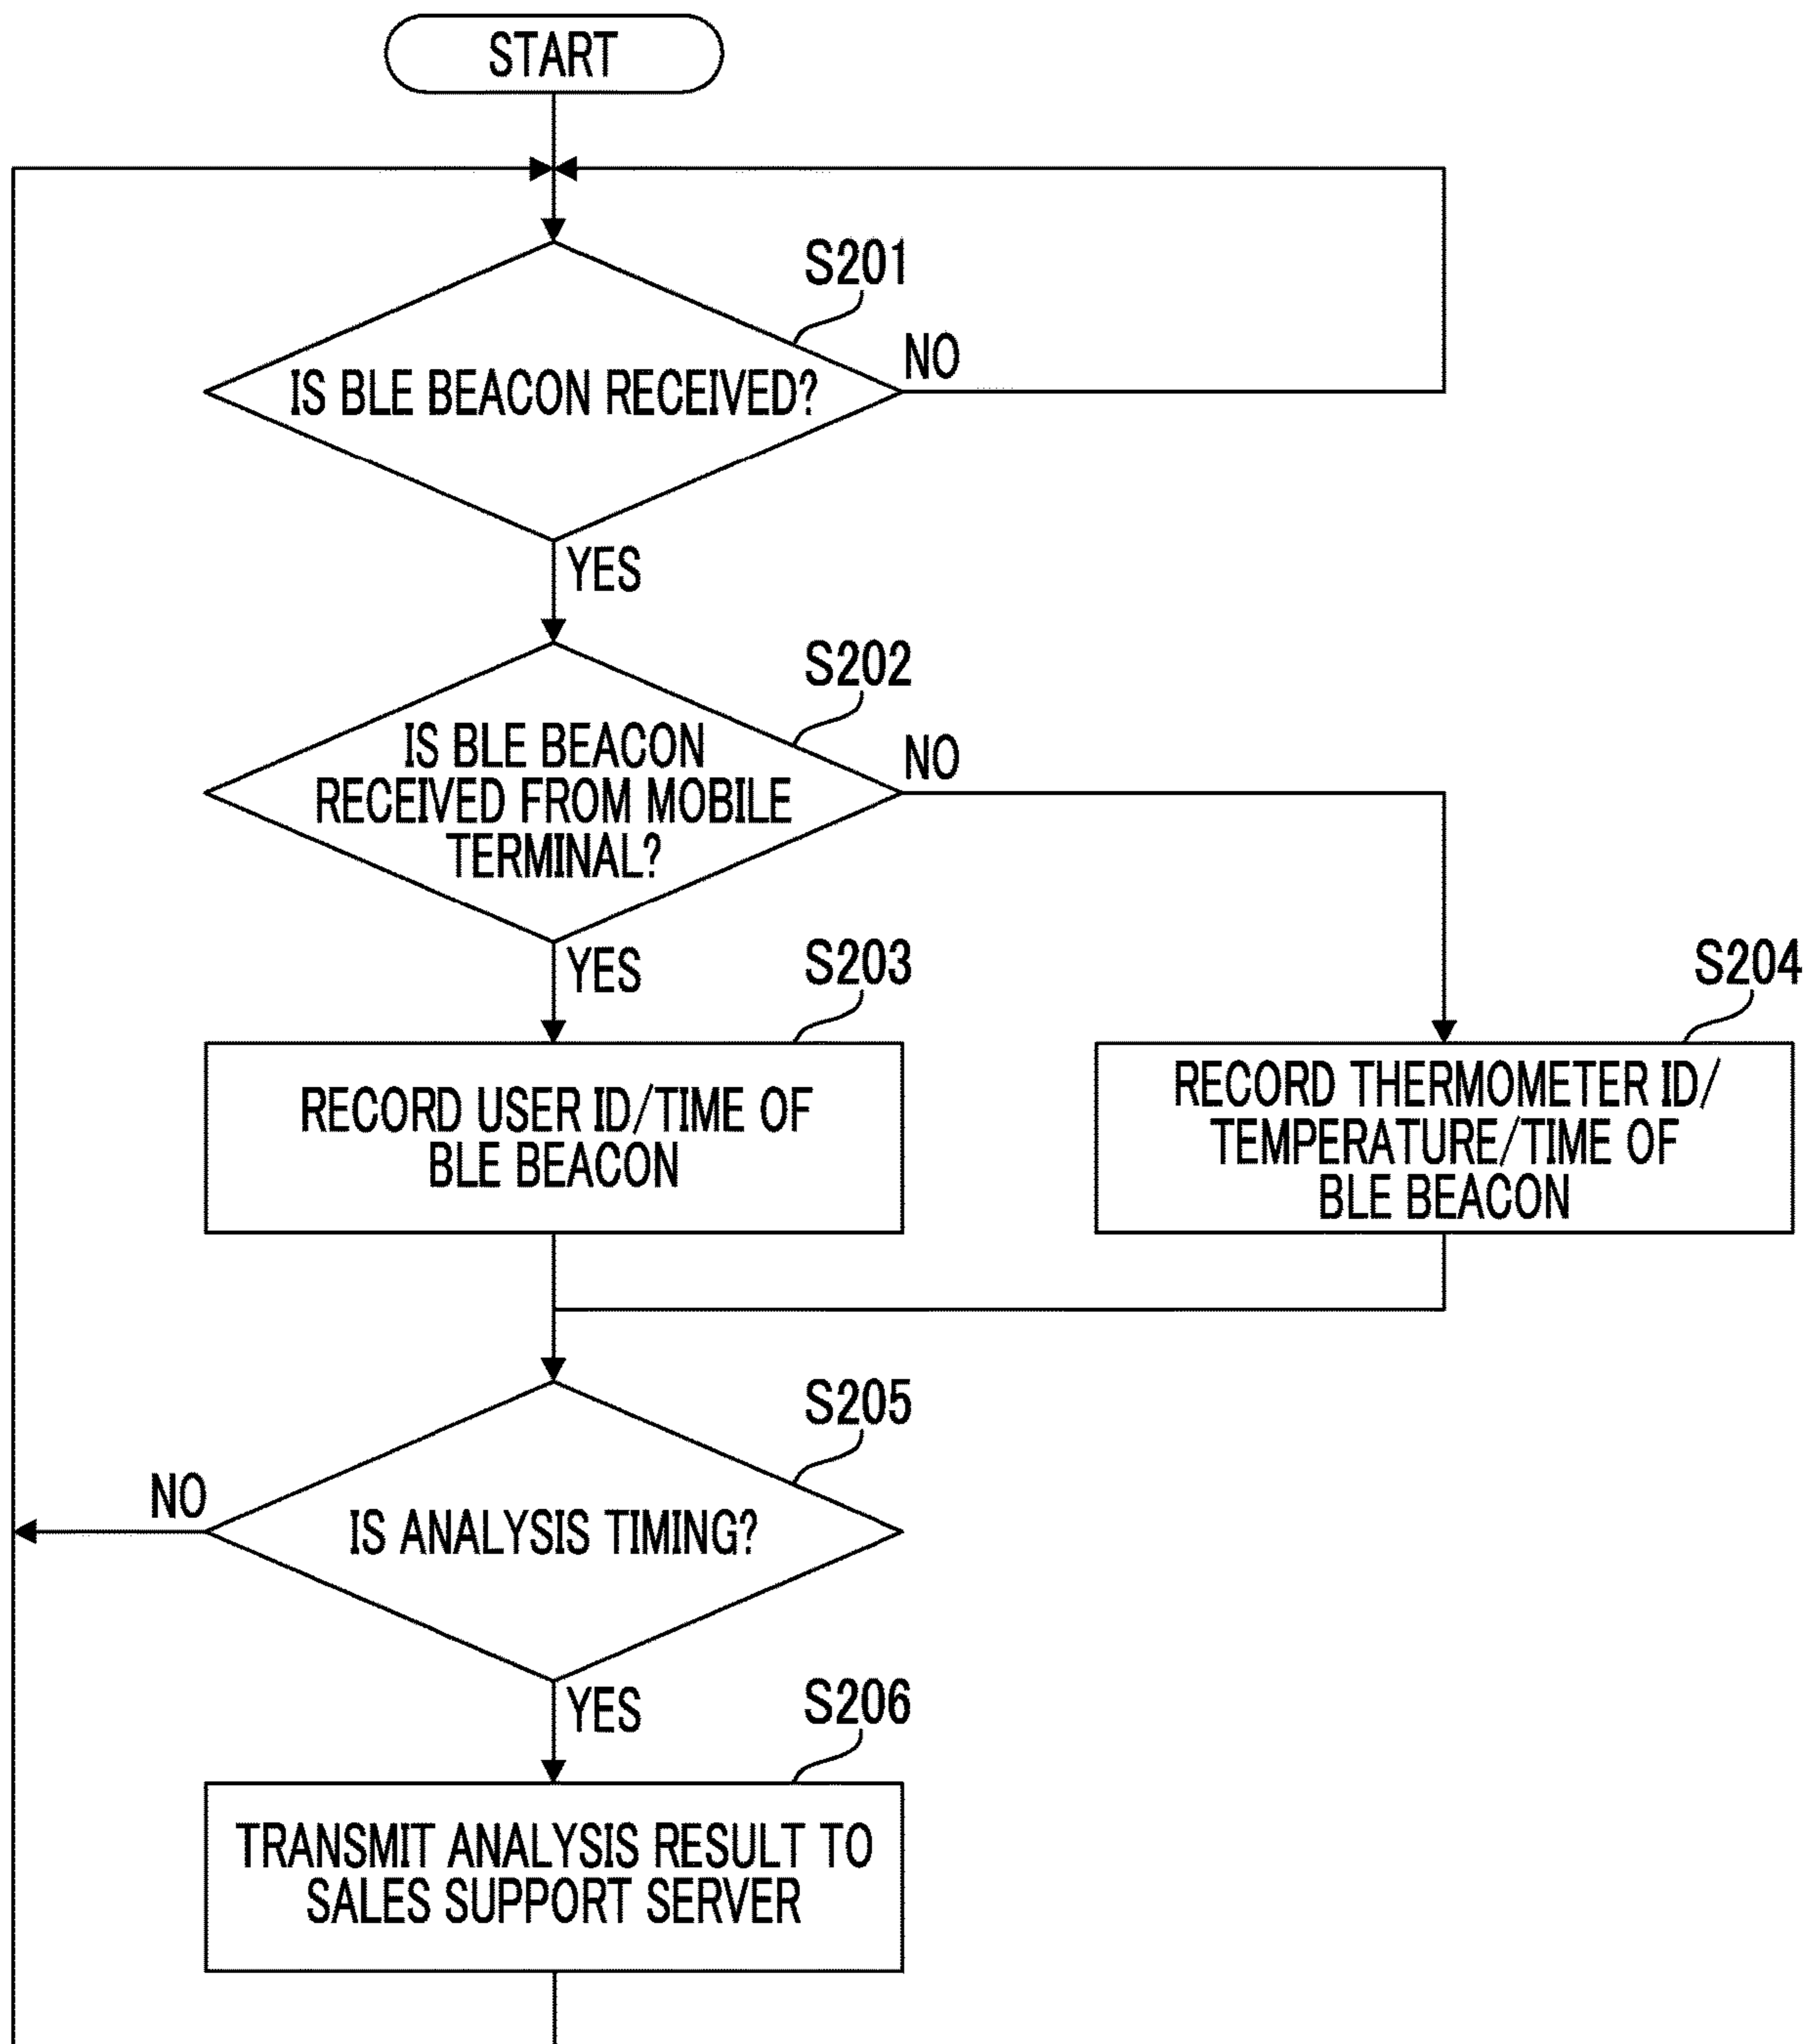 START
S201
IS BLE BEACON RECEIVED?
NO
YES
S202
IS BLE BEACON
RECEIVED FROM MOBILE
TERMINAL?
NO
YES
S203
RECORD USER ID/TIME OF
BLE BEACON
S204
RECORD THERMOMETER ID/
TEMPERATURE/TIME OF
BLE BEACON
S205
NO
IS ANALYSIS TIMING?
YES
S206
TRANSMIT ANALYSIS RESULT TO
SALES SUPPORT SERVER